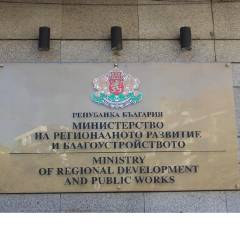 РЕПУБЛИКА БЪЛГАРИЯ
МИНИСТЕРСТВО
НА РЕГИОНАЛНОТО РАЗВИТИЕ
И БЛАГОУСТРОЙСТВОТО
MINISTRY
OF REGIONAL DEVELOPMENT
AND PUBLIC WORKS